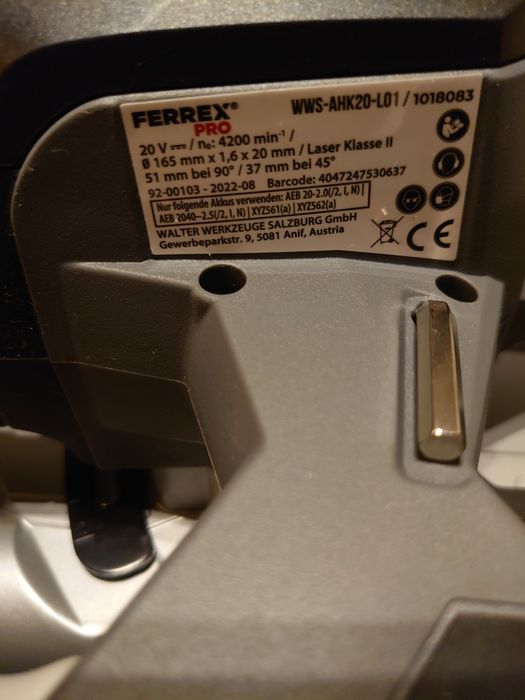 FERREX®
PRO
WWS-AHK20-L01 / 1018083
20 V ⎓ / n₀: 4200 min⁻¹ /
ø 165 mm x 1,6 x 20 mm / Laser Klasse II
51 mm bei 90° / 37 mm bei 45°
92-00103 - 2022-08 Barcode: 4047247530637
Nur folgende Akkus verwenden: AEB 20-2.0(/2, I, N) |
AEB 2040–2.5(/2, I, N) | XYZ561(a) | XYZ562(a)
WALTER WERKZEUGE SALZBURG GmbH
Gewerbeparkstr. 9, 5081 Anif, Austria
CE